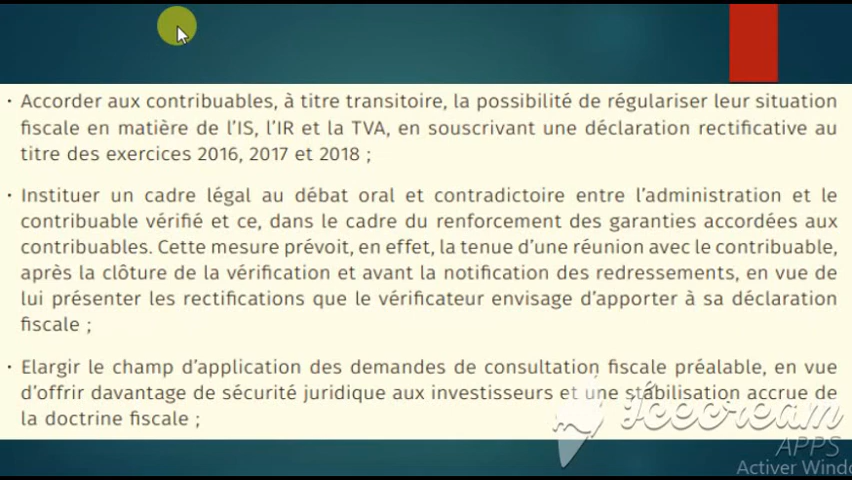 • Accorder aux contribuables, à titre transitoire, la possibilité de régulariser leur situation
fiscale en matière de l'IS, l'IR et la TVA, en souscrivant une déclaration rectificative au
titre des exercices 2016, 2017 et 2018 ;
• Instituer un cadre légal au débat oral et contradictoire entre l'administration et le
contribuable vérifié et ce, dans le cadre du renforcement des garanties accordées aux
contribuables. Cette mesure prévoit, en effet, la tenue d'une réunion avec le contribuable,
après la clôture de la vérification et avant la notification des redressements, en vue de
lui présenter les rectifications que le vérificateur envisage d'apporter à sa déclaration
fiscale ;
• Elargir le champ d'application des demandes de consultation fiscale préalable, en vue
d'offrir davantage de sécurité juridique aux investisseurs et une stabilisation accrue de
la doctrine fiscale ;
Icecream
APPS
Activer Windo